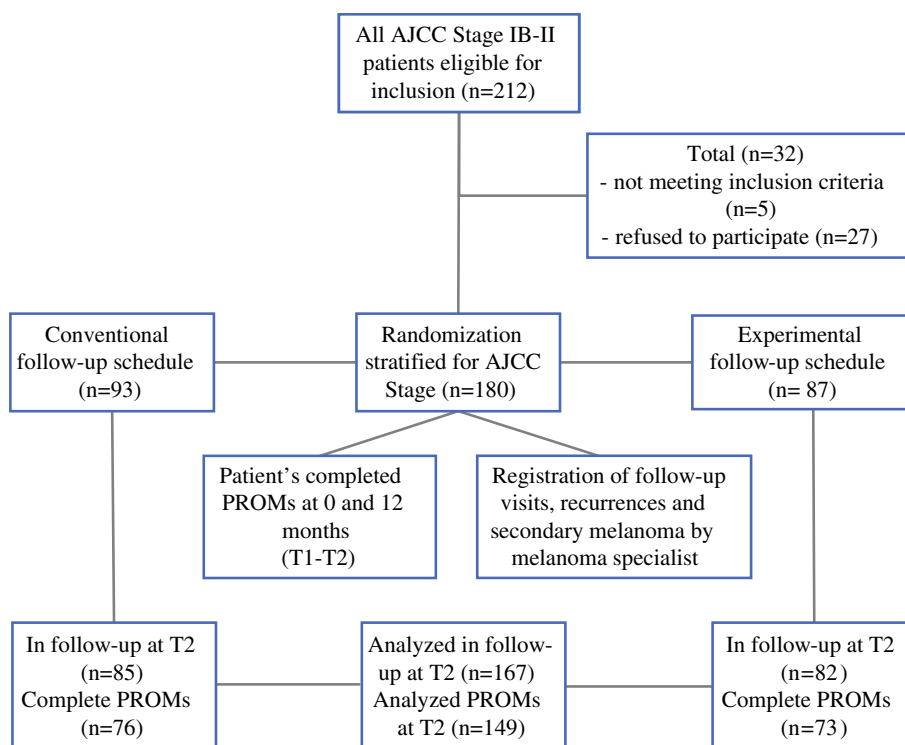 All AJCC Stage IB-II
patients eligible for
inclusion (n=212)
Total (n=32)
- not meeting inclusion criteria
(n=5)
- refused to participate (n=27)
Conventional
follow-up schedule
(n=93)
Randomization
stratified for AJCC
Stage (n=180)
Experimental
follow-up schedule
(n= 87)
Patient's completed
PROMs at 0 and 12
months
(T1-T2)
Registration of follow-up
visits, recurrences and
secondary melanoma by
melanoma specialist
In follow-up at T2
(n=85)
Complete PROMs
(n=76)
Analyzed in follow-
up at T2 (n=167)
Analyzed PROMs
at T2 (n=149)
In follow-up at T2
(n=82)
Complete PROMs
(n=73)